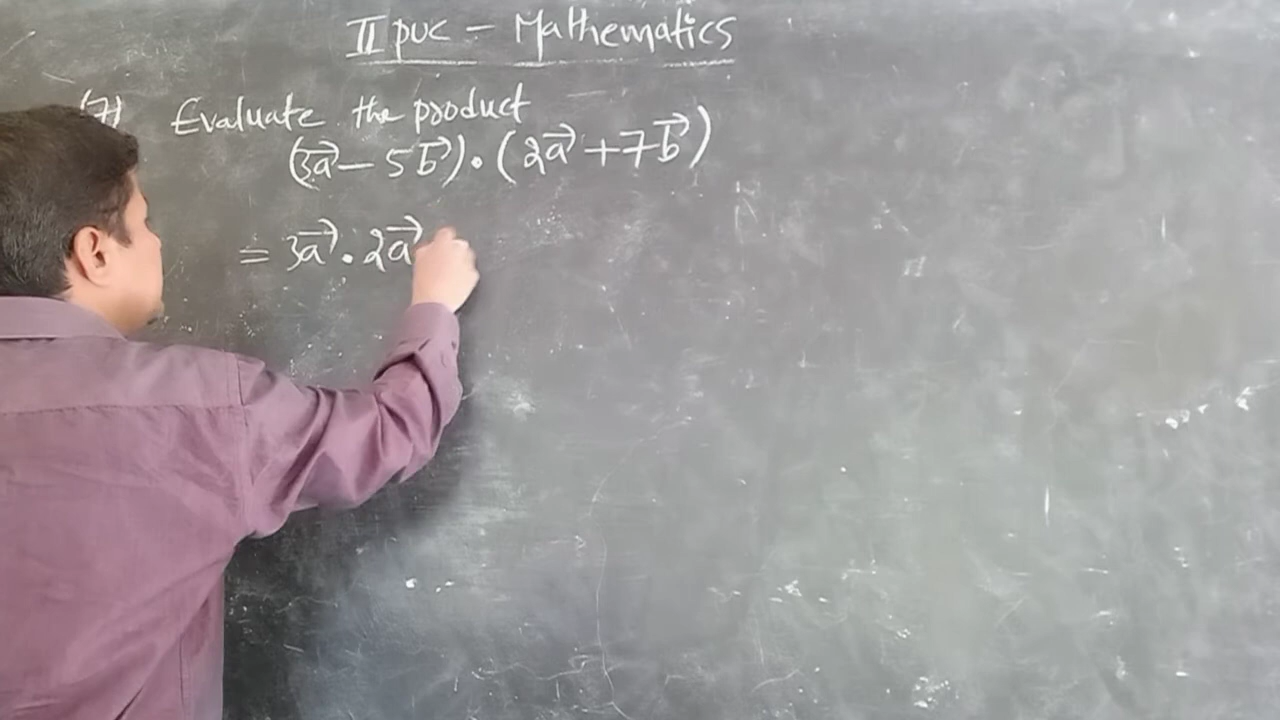 II PUC - Mathematics
(7) Evaluate the product
(3a⃗ - 5b⃗) · (2a⃗ + 7b⃗)
= 3a⃗ · 2a⃗